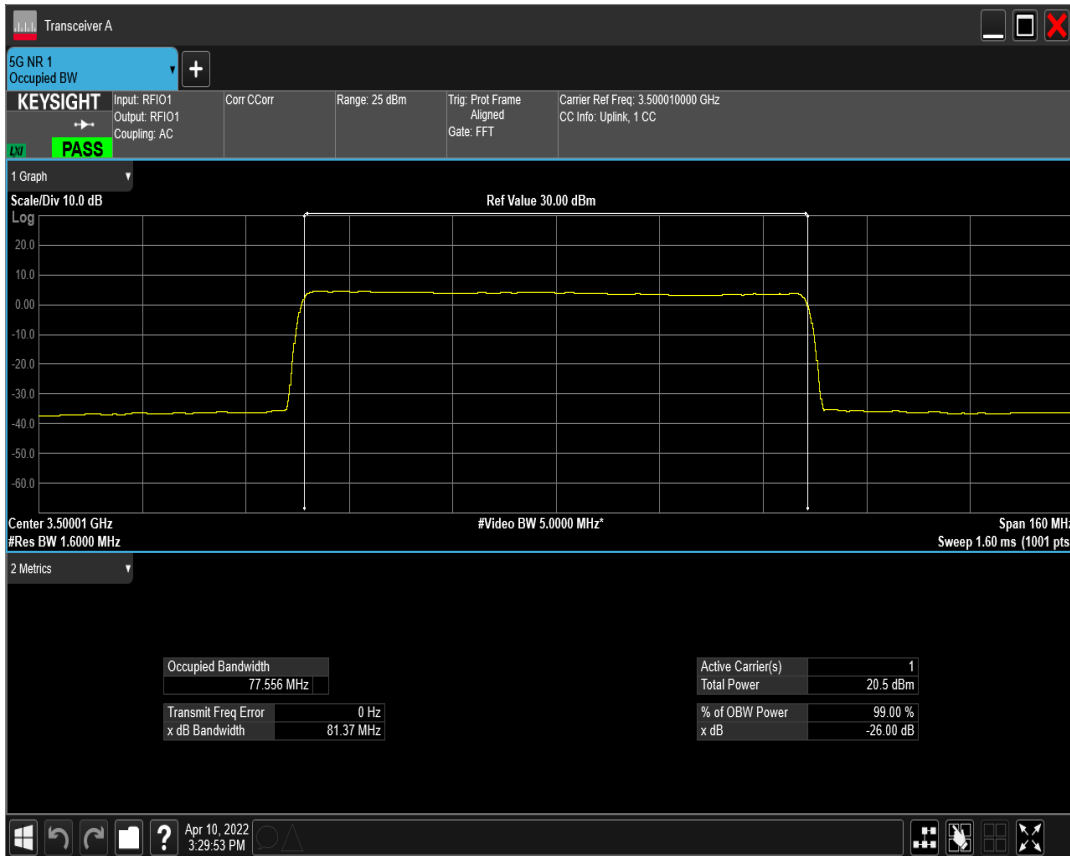 Transceiver A
5G NR 1
Occupied BW
+
KEYSIGHT
LXI
PASS
Input: RFIO1
Output: RFIO1
Coupling: AC
Corr CCorr
Range: 25 dBm
Trig: Prot Frame
Aligned
Gate: FFT
Carrier Ref Freq: 3.500010000 GHz
CC Info: Uplink, 1 CC
1 Graph
Scale/Div 10.0 dB
Ref Value 30.00 dBm
Log
20.0
10.0
0.00
-10.0
-20.0
-30.0
-40.0
-50.0
-60.0
Center 3.50001 GHz
#Video BW 5.0000 MHz*
Span 160 MHz
#Res BW 1.6000 MHz
Sweep 1.60 ms (1001 pts
2 Metrics
Occupied Bandwidth
77.556 MHz
Transmit Freq Error 0 Hz
x dB Bandwidth 81.37 MHz
Active Carrier(s) 1
Total Power 20.5 dBm
% of OBW Power 99.00 %
x dB -26.00 dB
?
Apr 10, 2022
3:29:53 PM